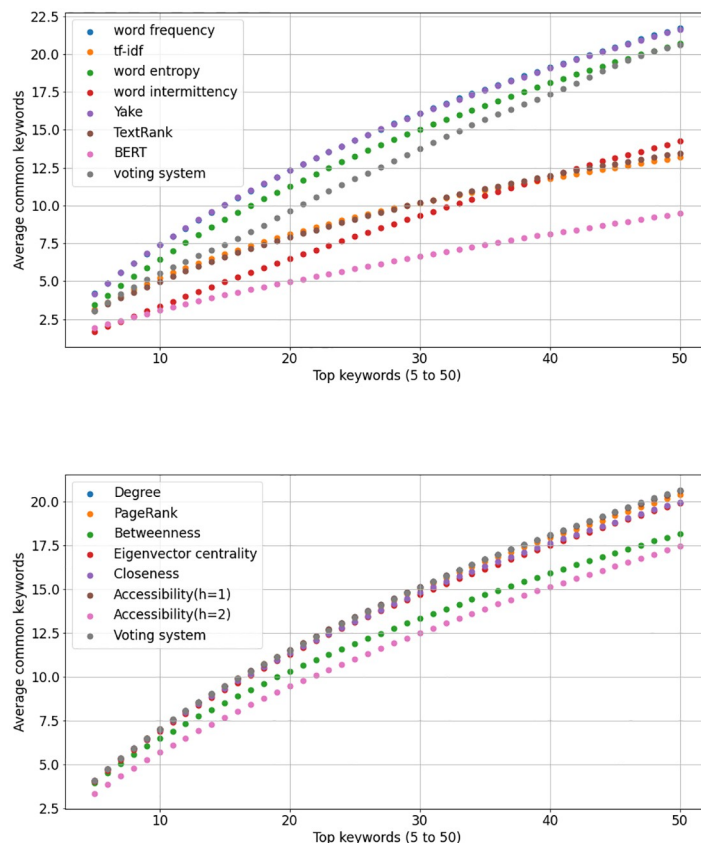 22.5
20.0
17.5
15.0
12.5
10.0
7.5
5.0
2.5
Average common keywords
word frequency
tf-idf
word entropy
word intermittency
Yake
TextRank
BERT
voting system
10 20 30 40 50
Top keywords (5 to 50)
20.0
17.5
15.0
12.5
10.0
7.5
5.0
2.5
Average common keywords
Degree
PageRank
Betweenness
Eigenvector centrality
Closeness
Accessibility(h=1)
Accessibility(h=2)
Voting system
10 20 30 40 50
Top keywords (5 to 50)